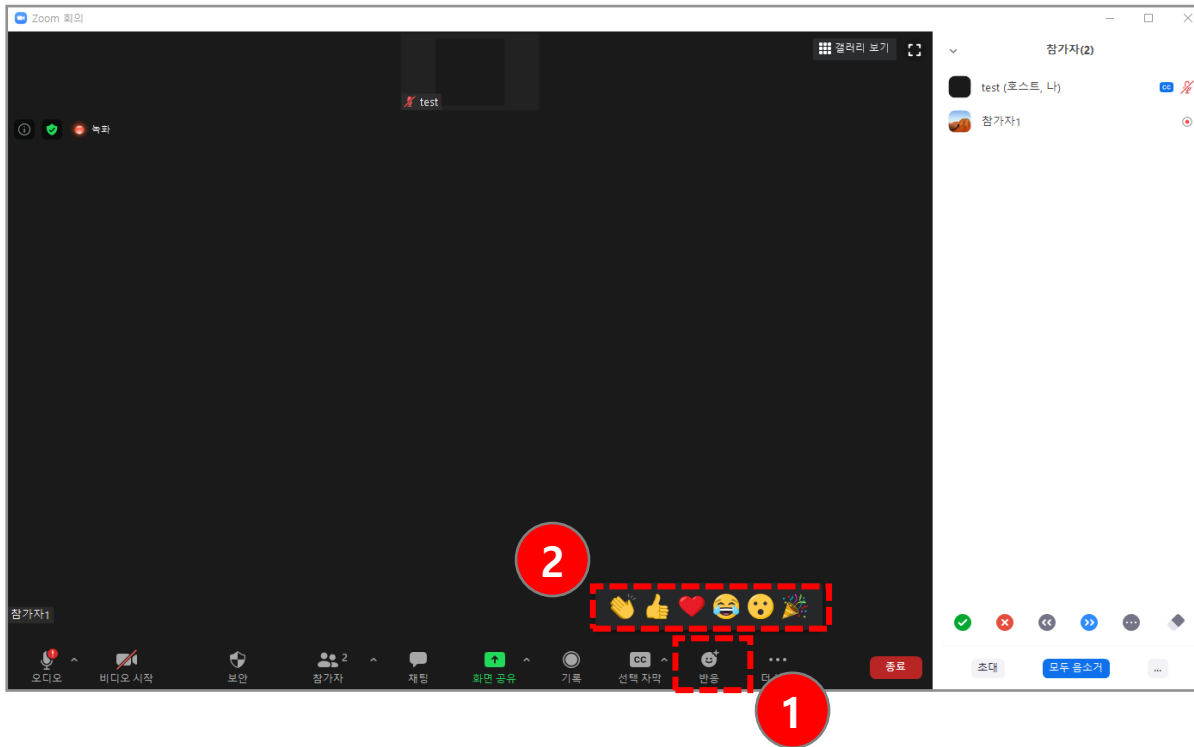 Zoom 회의
갤러리 보기
참가자(2)
test
test (호스트, 나)
CC
녹화
참가자1
2
참가자1
2
오디오
비디오 시작
보안
참가자
채팅
화면 공유
기록
CC
선택 자막
반응
종료
초대
모두 음소거
...
1